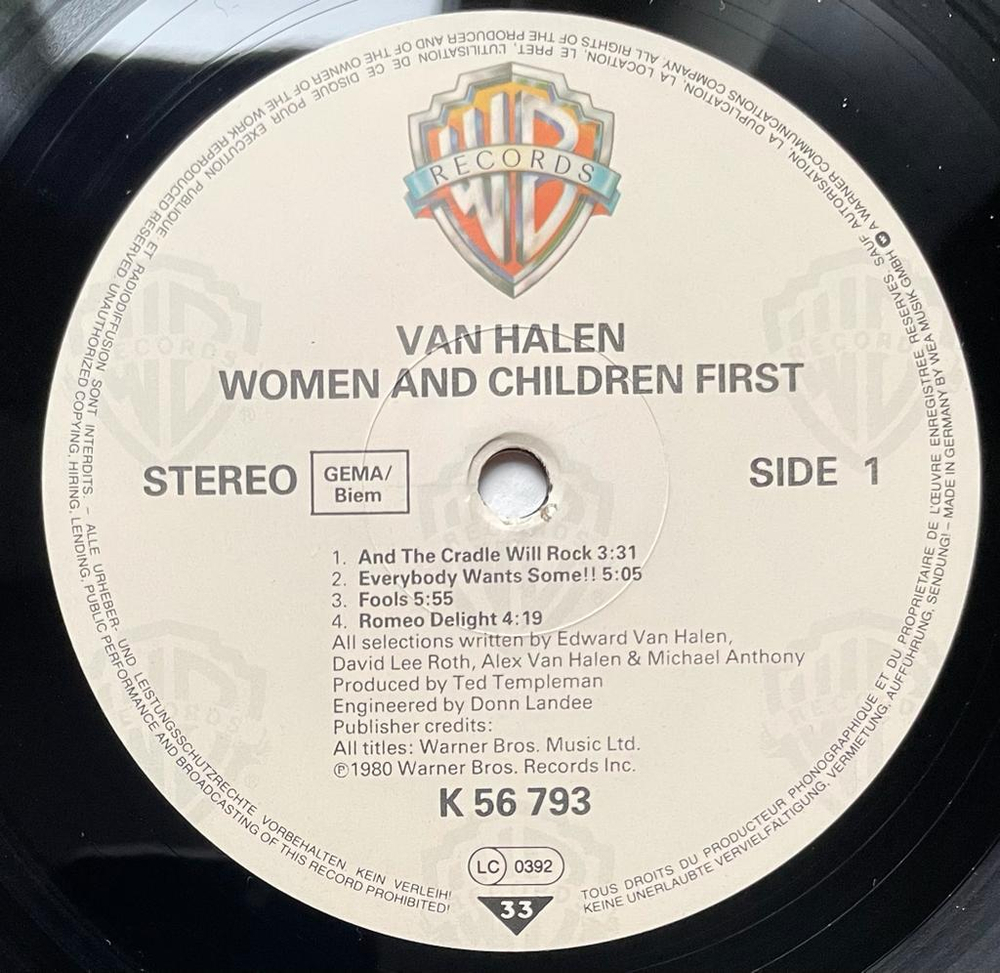 WB
RECORDS
VAN HALEN
WOMEN AND CHILDREN FIRST
STEREO
GEMA/
Biem
SIDE 1
1. And The Cradle Will Rock 3:31
2. Everybody Wants Some!! 5:05
3. Fools 5:55
4. Romeo Delight 4:19
All selections written by Edward Van Halen,
David Lee Roth, Alex Van Halen & Michael Anthony
Produced by Ted Templeman
Engineered by Donn Landee
Publisher credits:
All titles: Warner Bros. Music Ltd.
℗1980 Warner Bros. Records Inc.
K 56 793
LC 0392
33
TOUS DROITS DU PRODUCTEUR PHONOGRAPHIQUE ET DU PROPRIETAIRE DE L'ŒUVRE ENREGISTREE RESERVES. SAUF AUTORISATION, LA DUPLICATION, LA LOCATION, LE PRET, L'UTILISATION DE CE DISQUE POUR EXECUTION PUBLIQUE ET RADIODIFFUSION SONT INTERDITS. – ALLE URHEBER- UND LEISTUNGSSCHUTZRECHTE VORBEHALTEN. KEIN VERLEIH!
KEINE UNERLAUBTE VERVIELFÄLTIGUNG, VERMIETUNG, AUFFÜHRUNG, SENDUNG! – MADE IN GERMANY BY WEA MUSIK GMBH A WARNER COMMUNICATIONS COMPANY. ALL RIGHTS OF THE PRODUCER AND OF THE OWNER OF THE WORK REPRODUCED RESERVED. UNAUTHORIZED COPYING, HIRING, LENDING, PUBLIC PERFORMANCE AND BROADCASTING OF THIS RECORD PROHIBITED!